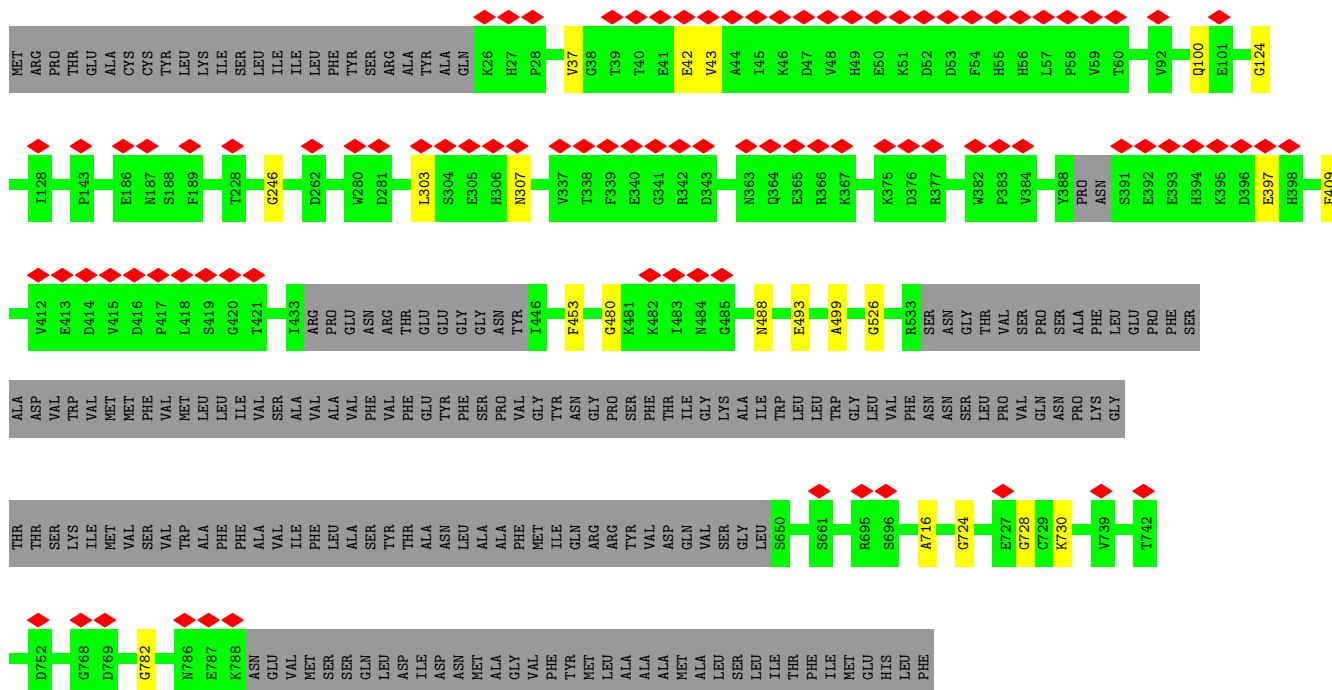 MET ARG PRO THR GLU ALA CYS CYS TYR LEU LYS ILE SER LEU ILE ILE LEU PHE TYR SER ARG ALA TYR ALA GLN K26 H27 P28 V37 G38 T39 T40 E41 E42 V43 A44 I45 K46 D47 V48 H49 E50 K51 D52 D53 F54 H55 H56 L57 P58 V59 T60 V92 Q100 E101 G124
I128 P143 E186 N187 S188 F189 T228 G246 D262 W280 D281 L303 S304 E305 H306 N307 V337 T338 F339 E340 G341 R342 D343 N363 Q364 E365 R366 K367 K375 D376 R377 W382 P383 V384 Y388 PRO ASN S391 E392 E393 H394 K395 D396 E397 H398 F409
V412 E413 D414 V415 D416 P417 L418 S419 G420 T421 I433 ARG PRO GLU ASN ARG THR GLU GLU GLY GLY ASN TYR I446 F453 G480 K481 K482 I483 N484 G485 N488 E493 A499 G526 R533 SER ASN GLY THR VAL SER PRO SER ALA PHE LEU GLU PRO PHE SER
ALA ASP VAL TRP VAL MET MET PHE VAL MET LEU LEU ILE VAL SER ALA VAL ALA VAL PHE VAL PHE GLU TYR PHE SER PRO VAL GLY TYR ASN GLY PRO SER PHE THR ILE GLY LYS ALA ILE TRP LEU LEU TRP GLY LEU VAL PHE ASN ASN SER LEU PRO VAL GLN ASN PRO LYS GLY
THR THR SER LYS ILE MET VAL SER VAL TRP ALA PHE PHE ALA VAL ILE PHE LEU ALA SER TYR THR ALA ASN LEU ALA ALA PHE MET ILE GLN ARG ARG TYR VAL ASP GLN VAL SER GLY LEU S650 S661 R695 S696 A716 G724 E727 G728 C729 K730 V739 T742
D752 G768 D769 G782 N786 E787 K788 ASN GLU VAL MET SER SER GLN LEU ASP ILE ASP ASN MET ALA GLY VAL PHE TYR MET LEU ALA ALA ALA MET ALA LEU SER LEU ILE THR PHE ILE MET GLU HIS LEU PHE